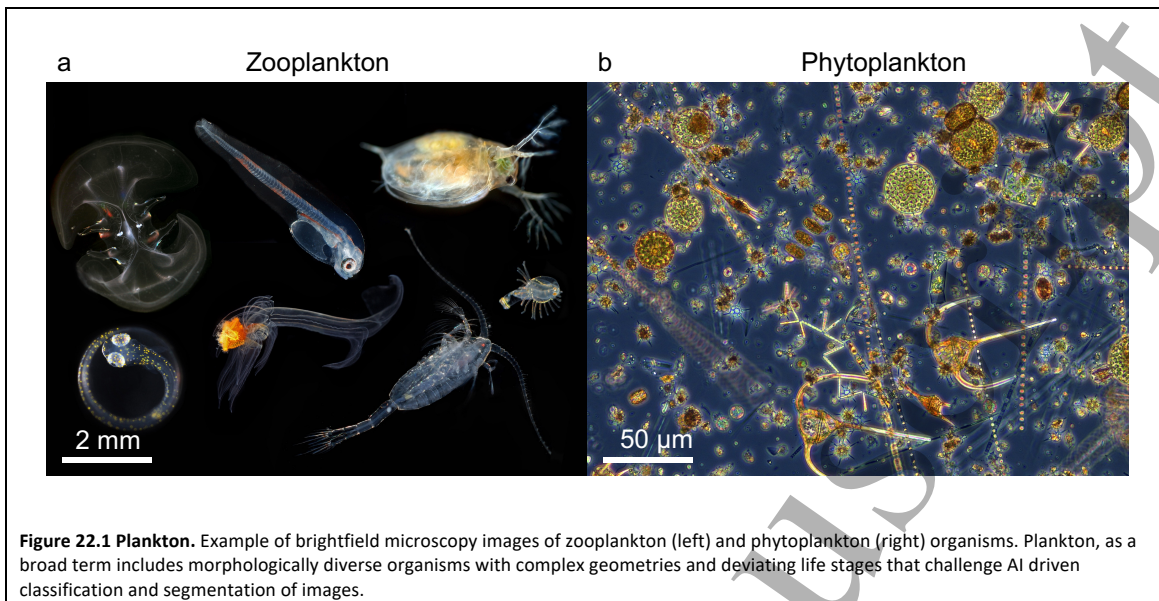 a Zooplankton b Phytoplankton
2 mm 50 µm
Figure 22.1 Plankton. Example of brightfield microscopy images of zooplankton (left) and phytoplankton (right) organisms. Plankton, as a
broad term includes morphologically diverse organisms with complex geometries and deviating life stages that challenge AI driven
classification and segmentation of images.